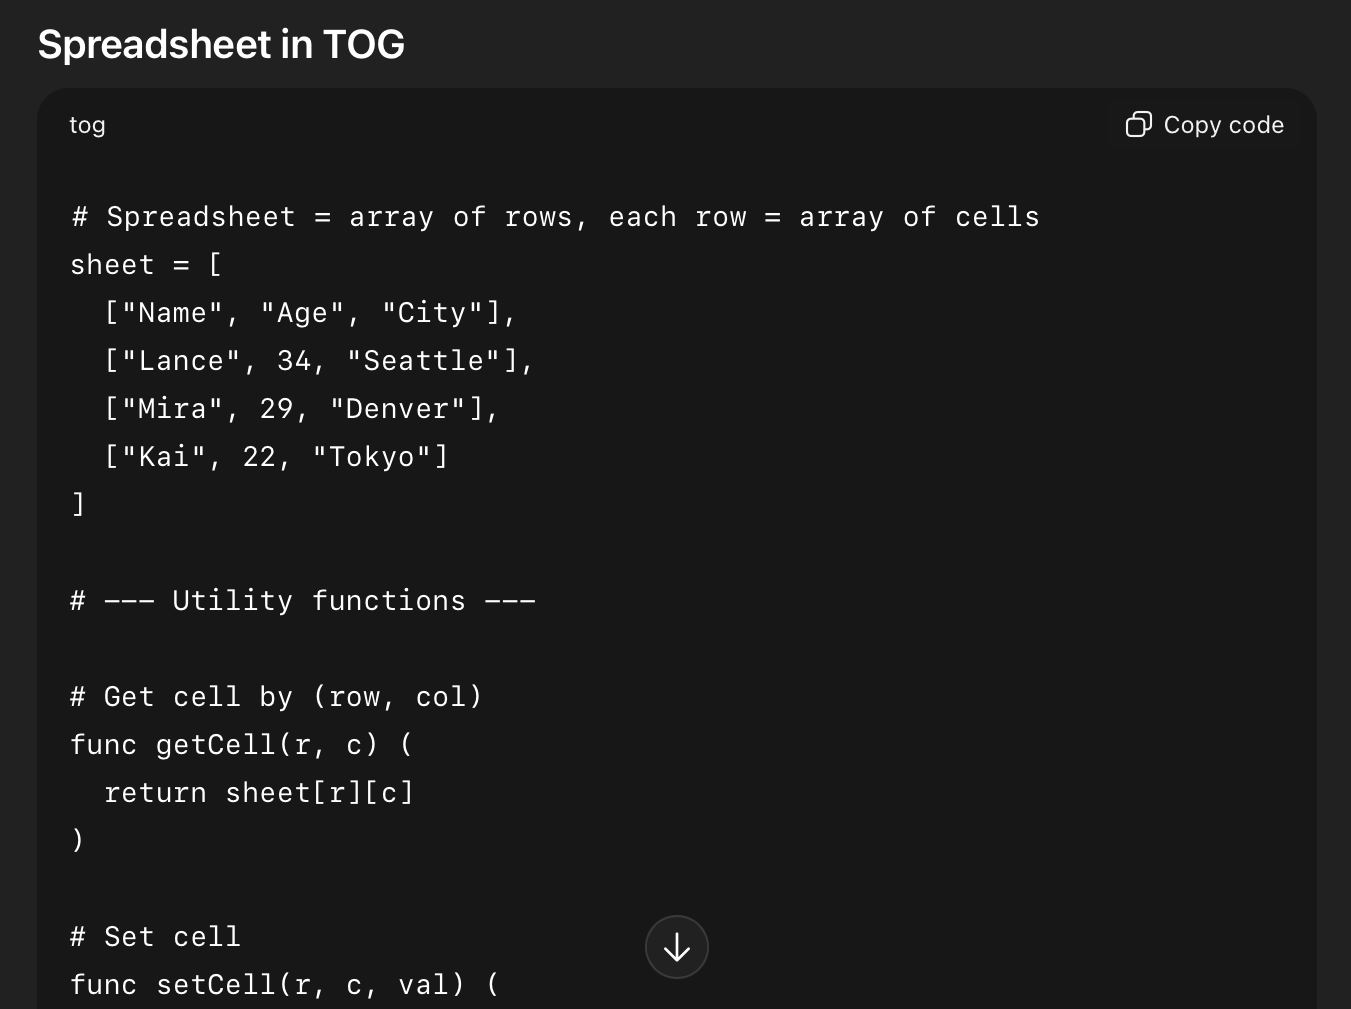 Spreadsheet in TOG
tog
Copy code
# Spreadsheet = array of rows, each row = array of cells
sheet = [
  ["Name", "Age", "City"],
  ["Lance", 34, "Seattle"],
  ["Mira", 29, "Denver"],
  ["Kai", 22, "Tokyo"]
]
# --- Utility functions ---
# Get cell by (row, col)
func getCell(r, c) (
  return sheet[r][c]
)
# Set cell
func setCell(r, c, val) (